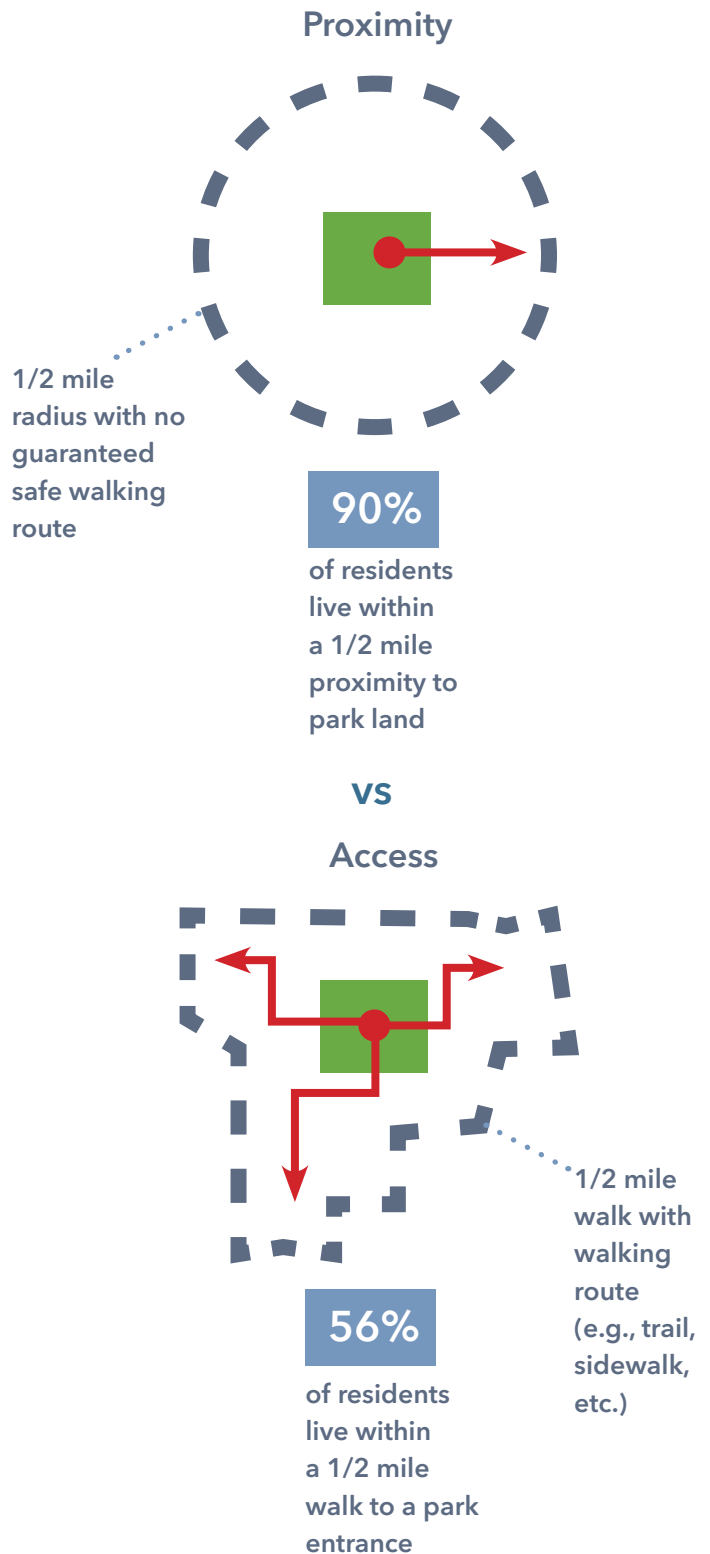 Proximity
1/2 mile
radius with no
guaranteed
safe walking
route
90%
of residents
live within
a 1/2 mile
proximity to
park land
vs
Access
1/2 mile
walk with
walking
route
(e.g., trail,
sidewalk,
etc.)
56%
of residents
live within
a 1/2 mile
walk to a park
entrance